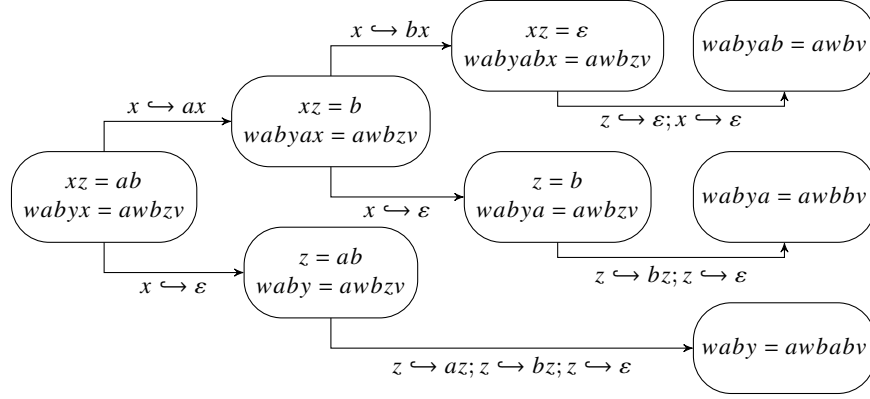 x ↪ bx
xz = ε
wabyabx = awbzv
wabyab = awbv
x ↪ ax
xz = b
wabyax = awbzv
z ↪ ε; x ↪ ε
xz = ab
wabyx = awbzv
z = b
wabya = awbzv
wabya = awbbv
x ↪ ε
z = ab
waby = awbzv
x ↪ ε
z ↪ bz; z ↪ ε
waby = awbabv
z ↪ az; z ↪ bz; z ↪ ε